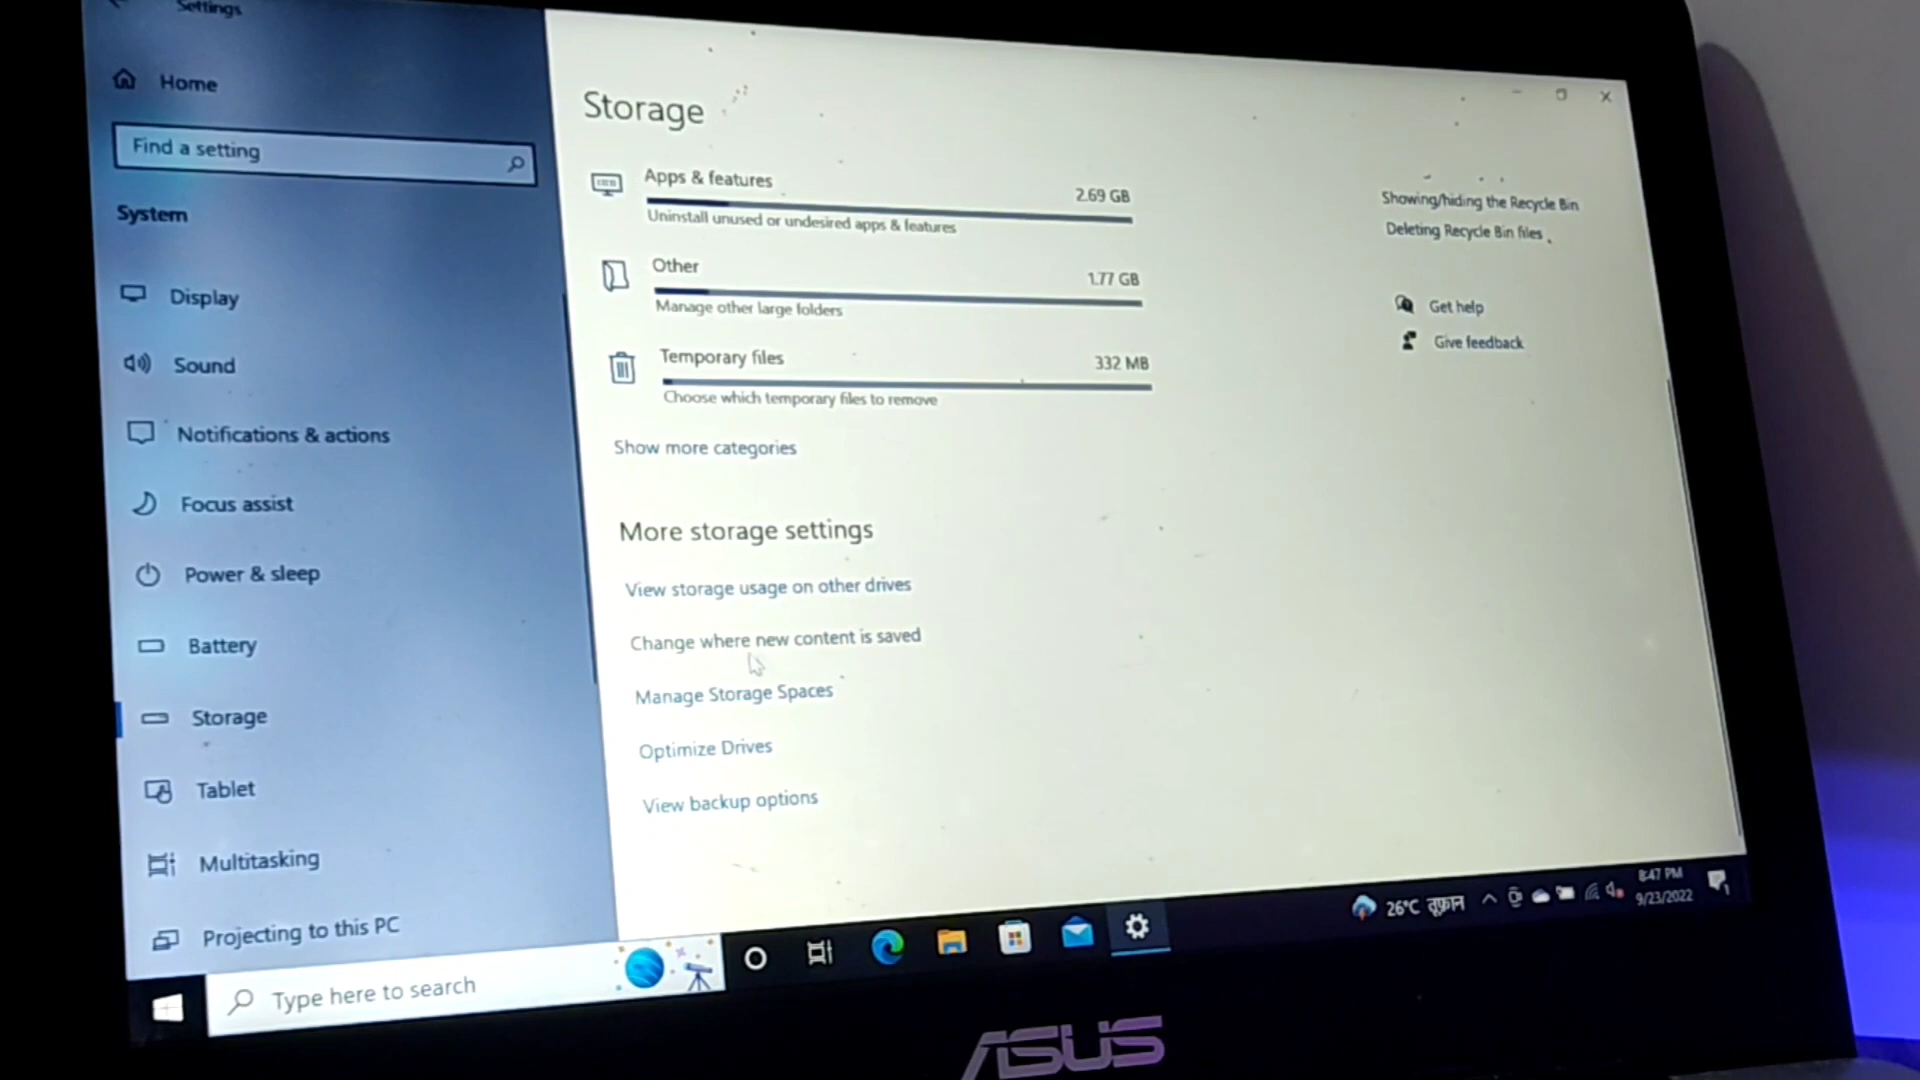 Settings
Home
Find a setting
System
Display
Sound
Notifications & actions
Focus assist
Power & sleep
Battery
Storage
Tablet
Multitasking
Projecting to this PC
Storage
Apps & features
2.69 GB
Uninstall unused or undesired apps & features
Other
1.77 GB
Manage other large folders
Temporary files
332 MB
Choose which temporary files to remove
Show more categories
More storage settings
View storage usage on other drives
Change where new content is saved
Manage Storage Spaces
Optimize Drives
View backup options
Showing/hiding the Recycle Bin
Deleting Recycle Bin files
Get help
Give feedback
Type here to search
26°C तूफ़ान
8:47 PM
9/23/2022
1
ASUS